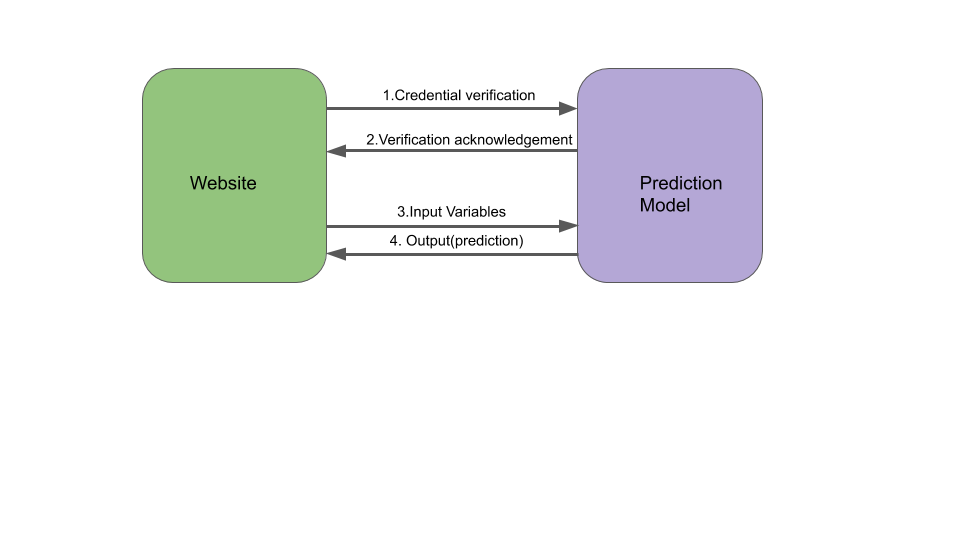 1.Credential verification
2.Verification acknowledgement
Website
Prediction
Model
3.Input Variables
4. Output(prediction)